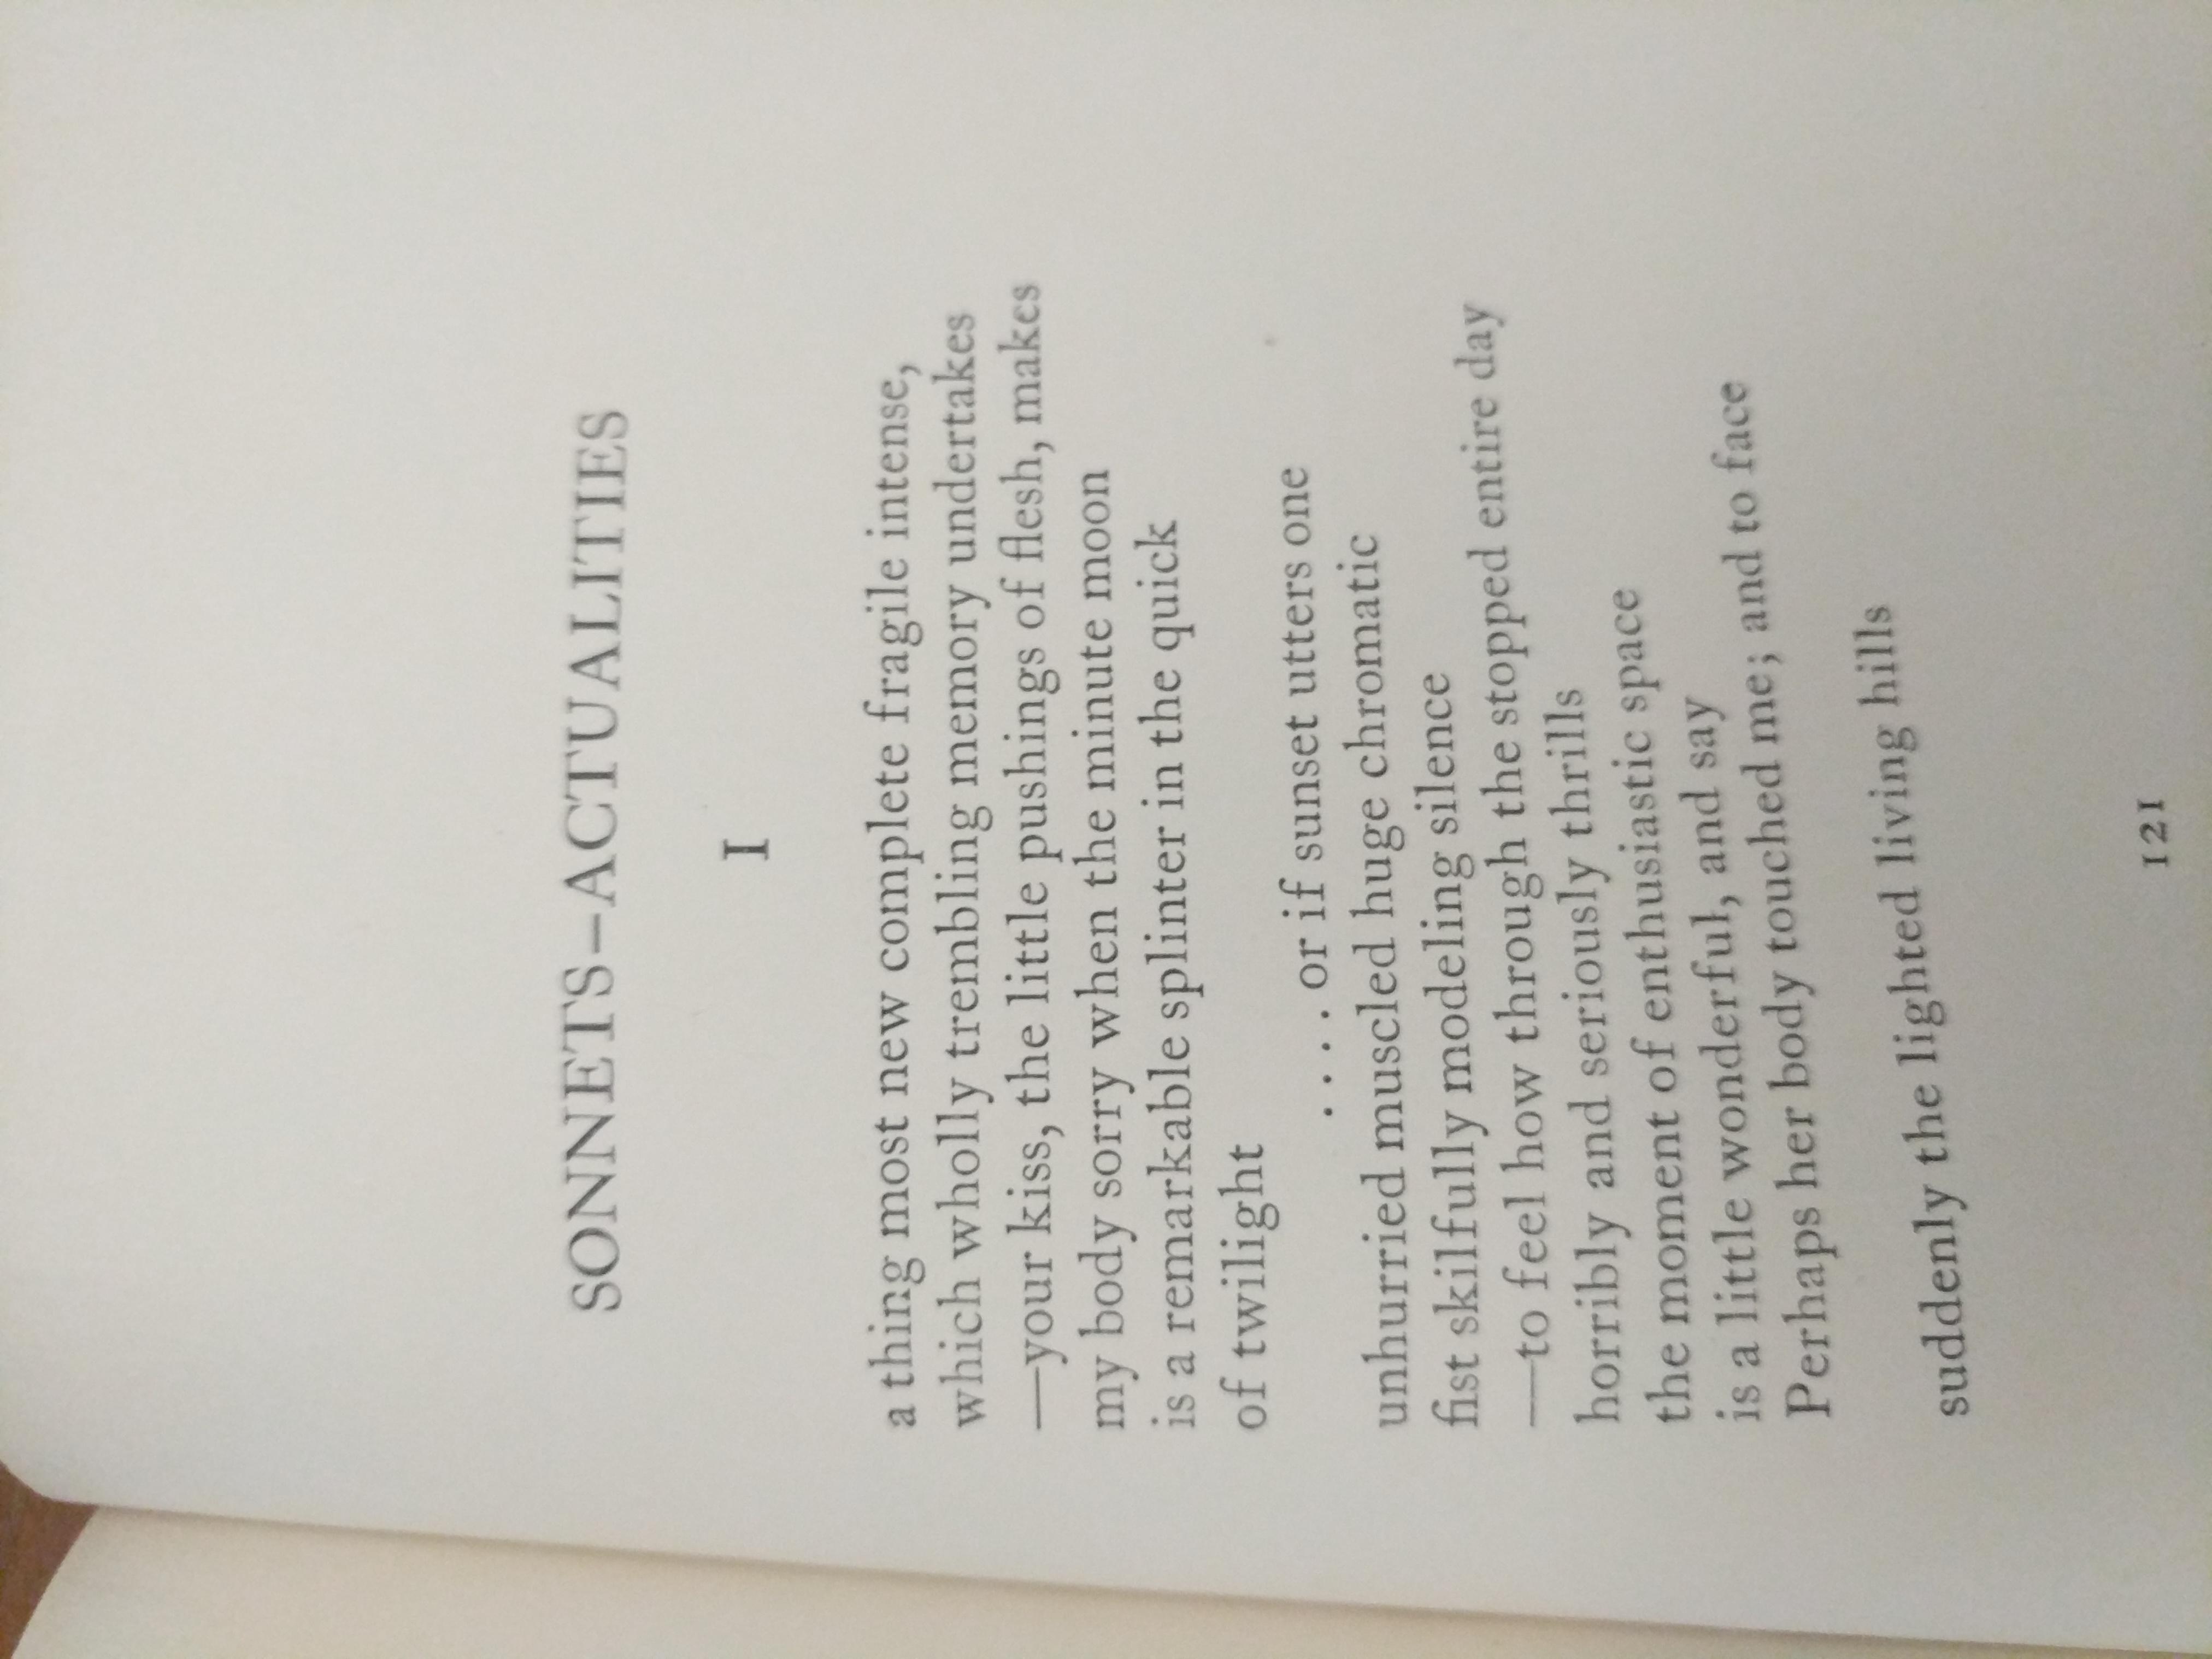 SONNETS–ACTUALITIES
I
a thing most new complete fragile intense,
which wholly trembling memory undertakes
—your kiss, the little pushings of flesh, makes
my body sorry when the minute moon
is a remarkable splinter in the quick
of twilight
. . . . or if sunset utters one
unhurried muscled huge chromatic
fist skilfully modeling silence
—to feel how through the stopped entire day
horribly and seriously thrills
the moment of enthusiastic space
is a little wonderful, and say
Perhaps her body touched me; and to face
suddenly the lighted living hills
121